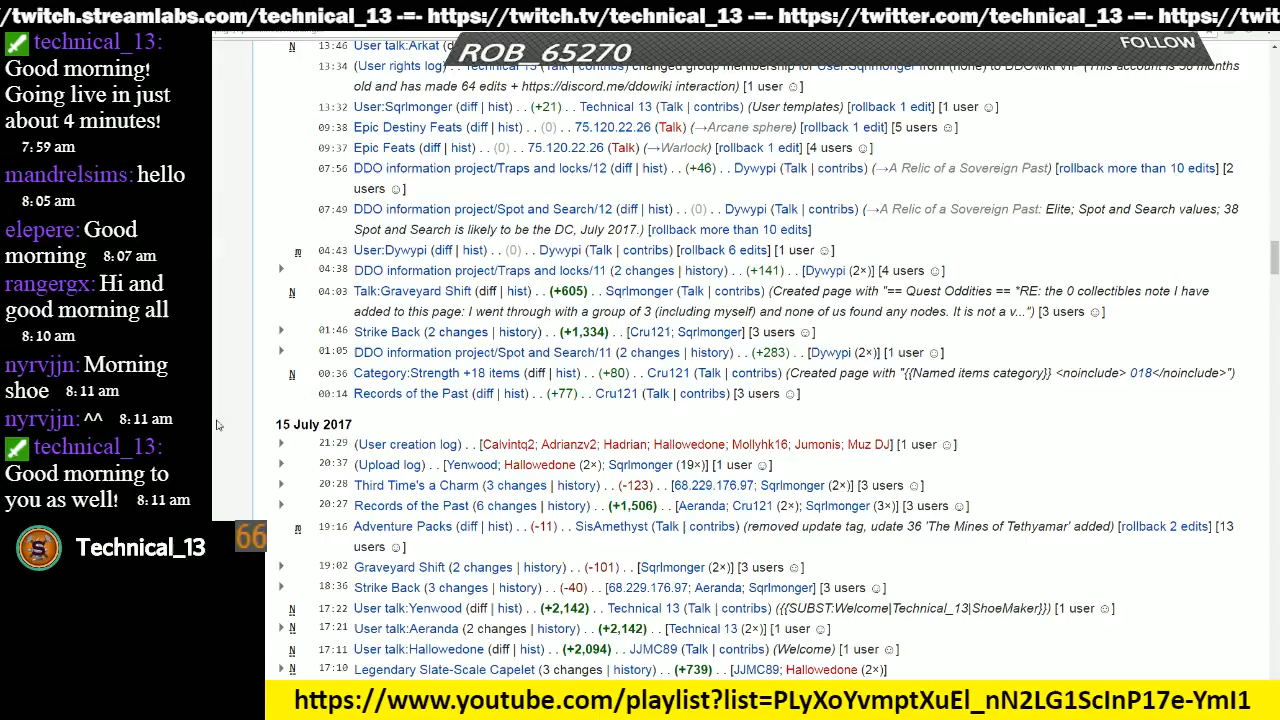 /twitch.streamlabs.com/technical_13 -=- https://twitch.tv/technical_13 -=- https://twitter.com/technical_13 -=- https://twit
technical_13:
Good morning!
Going live in just
about 4 minutes!
7:59 am
mandrelsims: hello
8:05 am
elepere: Good
morning 8:07 am
rangergx: Hi and
good morning all
8:10 am
nyrvjjn: Morning
shoe 8:11 am
nyrvjjn: ^^ 8:11 am
technical_13:
Good morning to
you as well! 8:11 am
Technical_13
66
ROB_65270
FOLLOW
N 13:46 User talk:Arkat
13:34 (User rights log)
old and has made 64 edits + https://discord.me/ddowiki interaction) [1 user ☺]
13:32 User:Sqrlmonger (diff | hist) . . (+21) . . Technical 13 (Talk | contribs) (User templates) [rollback 1 edit] [1 user ☺]
09:38 Epic Destiny Feats (diff | hist) . . (0) . . 75.120.22.26 (Talk) (→Arcane sphere) [rollback 1 edit] [5 users ☺]
09:37 Epic Feats (diff | hist) . . (0) . . 75.120.22.26 (Talk) (→Warlock) [rollback 1 edit] [4 users ☺]
07:56 DDO information project/Traps and locks/12 (diff | hist) . . (+46) . . Dywypi (Talk | contribs) (→A Relic of a Sovereign Past) [rollback more than 10 edits] [2
users ☺]
07:49 DDO information project/Spot and Search/12 (diff | hist) . . (0) . . Dywypi (Talk | contribs) (→A Relic of a Sovereign Past: Elite; Spot and Search values; 38
Spot and Search is likely to be the DC, July 2017.) [rollback more than 10 edits]
m 04:43 User:Dywypi (diff | hist) . . (0) . . Dywypi (Talk | contribs) [rollback 6 edits] [1 user ☺]
04:38 DDO information project/Traps and locks/11 (2 changes | history) . . (+141) . . [Dywypi (2×)] [4 users ☺]
N 04:03 Talk:Graveyard Shift (diff | hist) . . (+605) . . Sqrlmonger (Talk | contribs) (Created page with "== Quest Oddities == *RE: the 0 collectibles note I have
added to this page: I went through with a group of 3 (including myself) and none of us found any nodes. It is not a v...") [3 users ☺]
01:46 Strike Back (2 changes | history) . . (+1,334) . . [Cru121; Sqrlmonger] [3 users ☺]
01:05 DDO information project/Spot and Search/11 (2 changes | history) . . (+283) . . [Dywypi (2×)] [1 user ☺]
N 00:36 Category:Strength +18 items (diff | hist) . . (+80) . . Cru121 (Talk | contribs) (Created page with "{{Named items category}} <noinclude> 018</noinclude>")
00:14 Records of the Past (diff | hist) . . (+77) . . Cru121 (Talk | contribs) [3 users ☺]
15 July 2017
21:29 (User creation log) . . [Calvintq2; Adrianzv2; Hadrian; Hallowedone; Mollyhk16; Jumonis; Muz DJ] [1 user ☺]
20:37 (Upload log) . . [Yenwood; Hallowedone (2×); Sqrlmonger (19×)] [1 user ☺]
20:28 Third Time's a Charm (3 changes | history) . . (-123) . . [68.229.176.97; Sqrlmonger (2×)] [3 users ☺]
20:27 Records of the Past (6 changes | history) . . (+1,506) . . [Aeranda; Cru121 (2×); Sqrlmonger (3×)] [3 users ☺]
m 19:16 Adventure Packs (diff | hist) . . (-11) . . SisAmethyst (Talk | contribs) (removed update tag, udate 36 'The Mines of Tethyamar' added) [rollback 2 edits] [13
users ☺]
19:02 Graveyard Shift (2 changes | history) . . (-101) . . [Sqrlmonger (2×)] [3 users ☺]
18:36 Strike Back (3 changes | history) . . (-40) . . [68.229.176.97; Aeranda; Sqrlmonger] [3 users ☺]
N 17:22 User talk:Yenwood (diff | hist) . . (+2,142) . . Technical 13 (Talk | contribs) ({{SUBST:Welcome|Technical_13|ShoeMaker}}) [1 user ☺]
N 17:21 User talk:Aeranda (2 changes | history) . . (+2,142) . . [Technical 13 (2×)] [1 user ☺]
N 17:11 User talk:Hallowedone (diff | hist) . . (+2,094) . . JJMC89 (Talk | contribs) (Welcome) [1 user ☺]
N 17:10 Legendary Slate-Scale Capelet (3 changes | history) . . (+739) . . [JJMC89; Hallowedone (2×)]
https://www.youtube.com/playlist?list=PLyXoYvmptXuEl_nN2LG1ScInP17e-YmI1